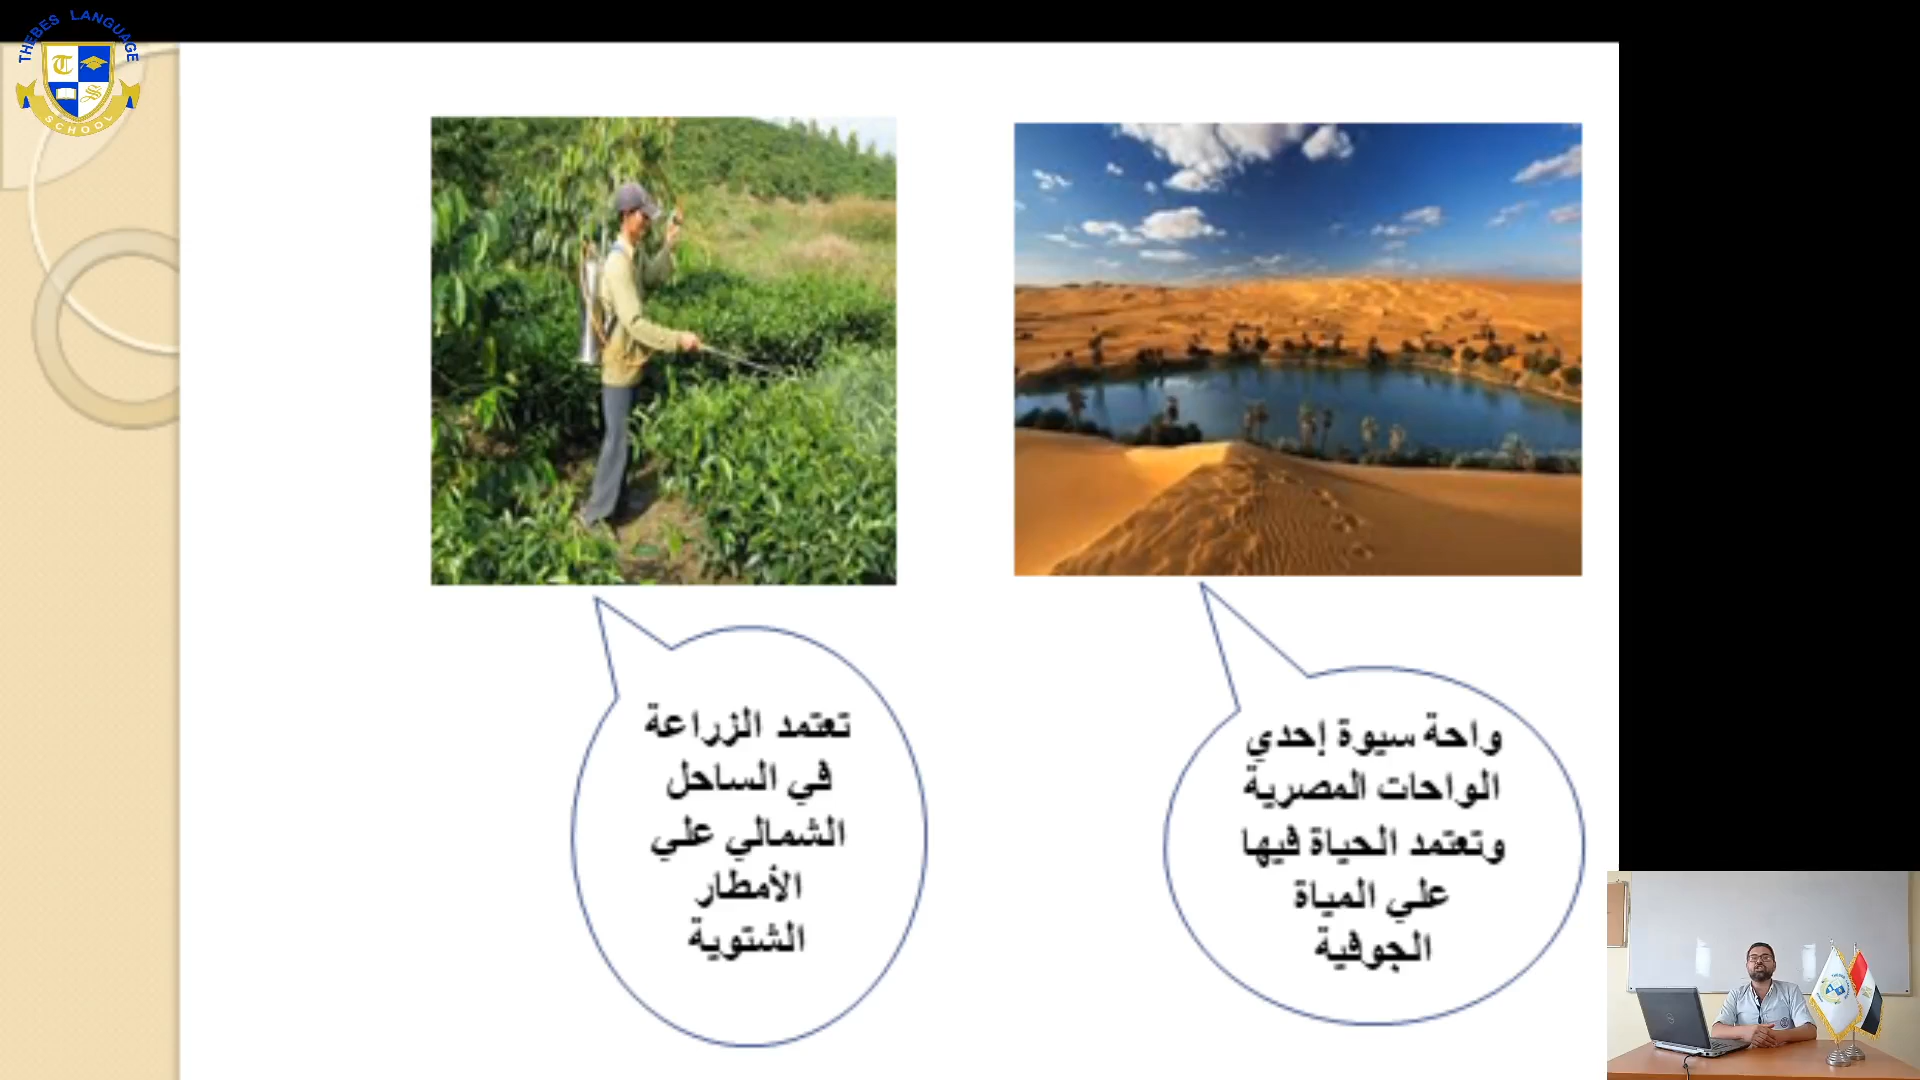 THEBES LANGUAGE
SCHOOL
واحة سيوة إحدي
الواحات المصرية
وتعتمد الحياة فيها
علي المياة
الجوفية
تعتمد الزراعة
في الساحل
الشمالي علي
الأمطار
الشتوية